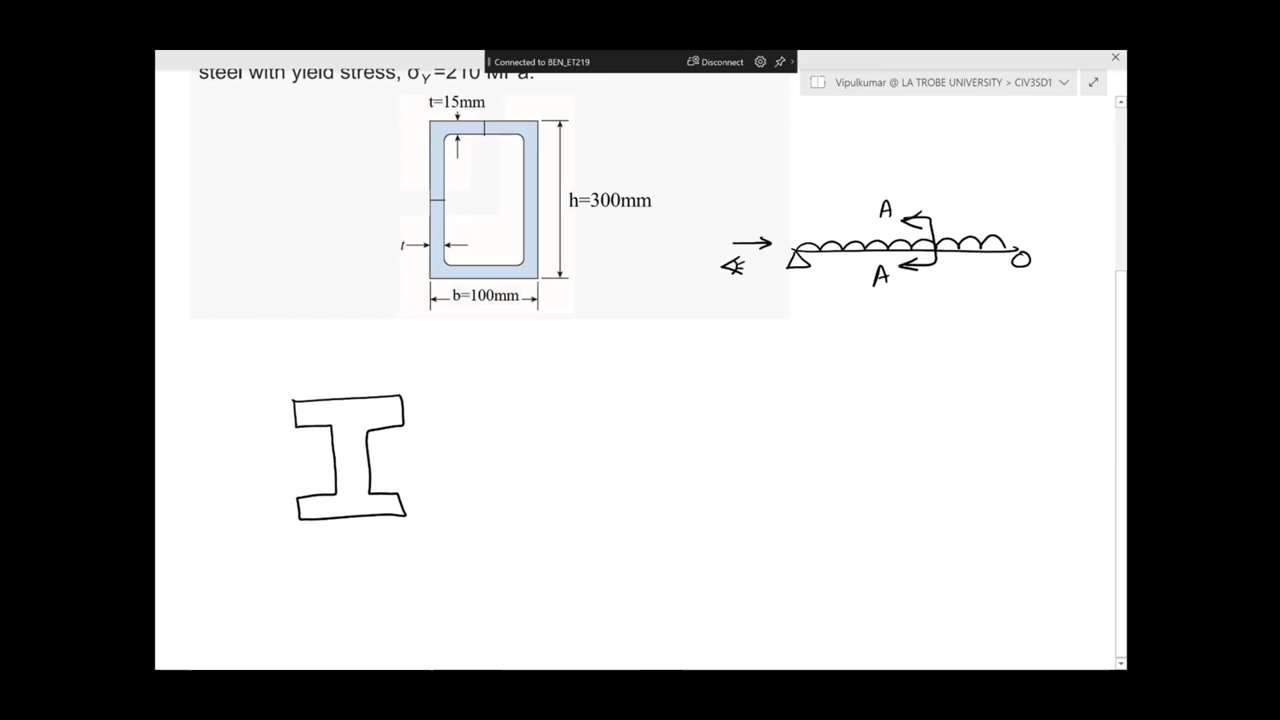 Connected to BEN_ET219
Disconnect
steel with yield stress, σY=210 MPa.
Vipulkumar @ LA TROBE UNIVERSITY > CIV3SD1
t=15mm
h=300mm
t
b=100mm
A
A